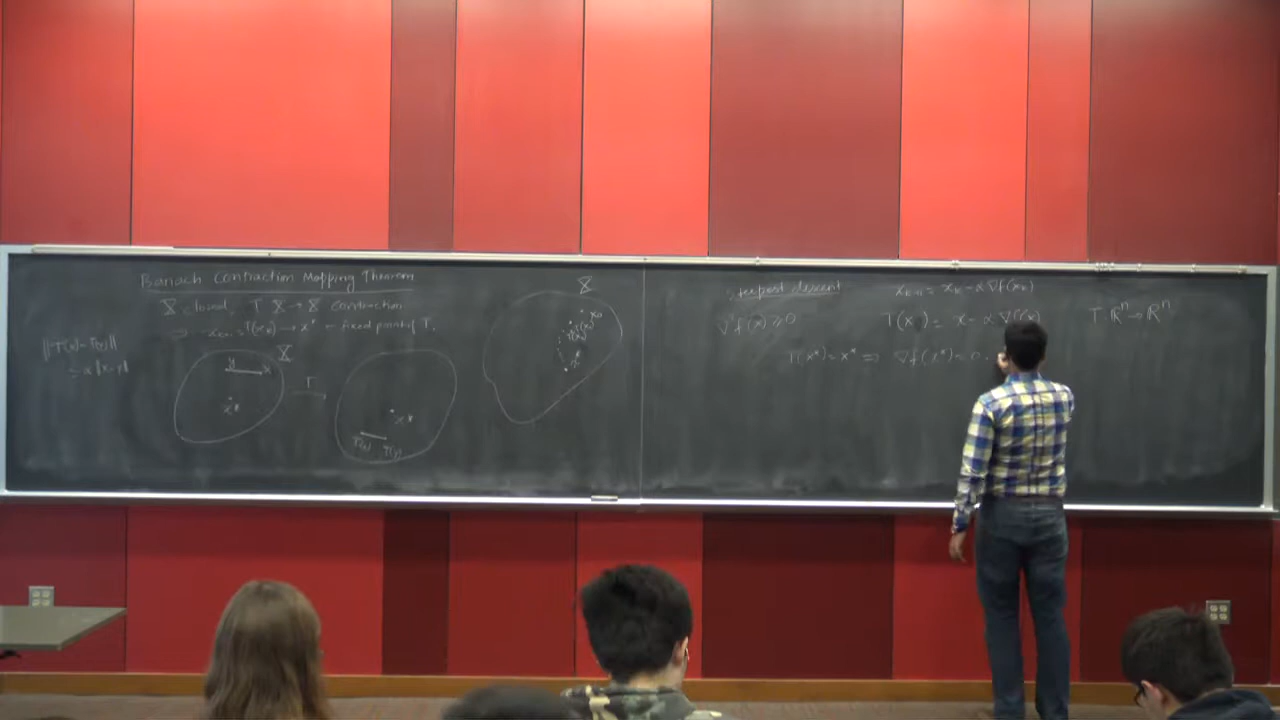 Banach Contraction Mapping Theorem
X closed, T X → X contraction
⇒ x_{k+1} = T(x_k) → x* - fixed point of T.
||T(x) - T(y)||
≤ α ||x - y||
y x X
x*
T
x*
T(x) T(y)
X
x*
steepest descent
x_{k+1} = x_k - α∇f(x_k)
∇²f(x) ≥ 0
T(x) = x - α∇f(x)
T ℝⁿ → ℝⁿ
T(x*) = x* ⇒ ∇f(x*) = 0.